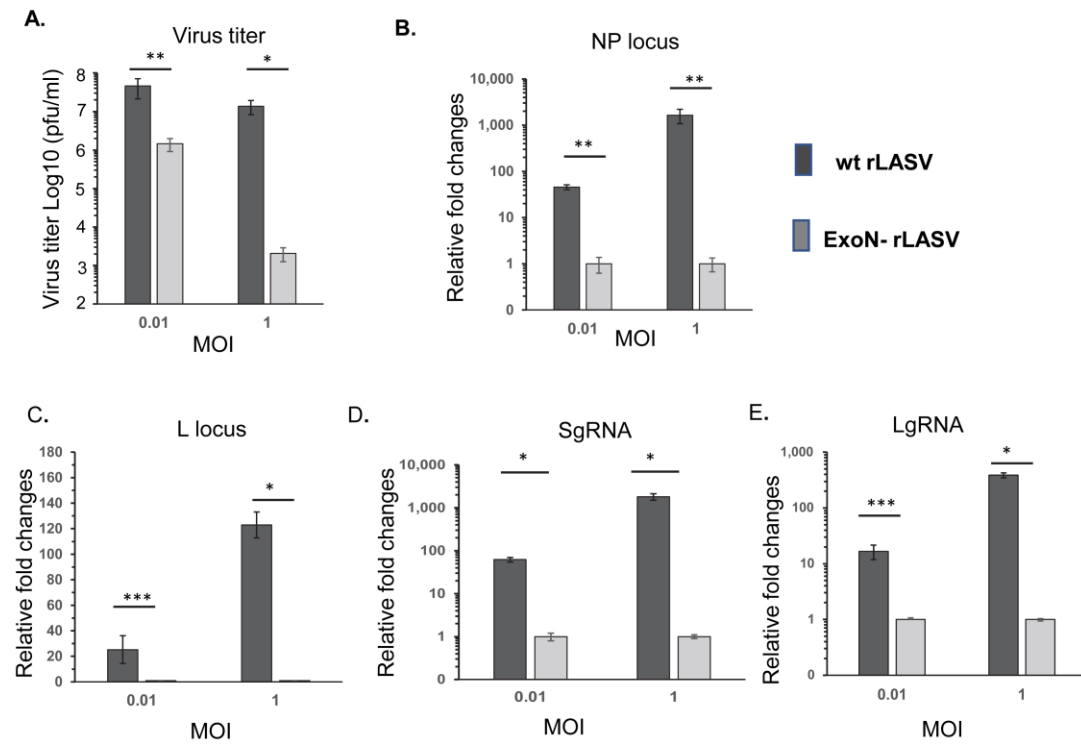 A.
Virus titer
**
*
Virus titer Log10 (pfu/ml)
8
7
6
5
4
3
2
0.01
1
MOI
B.
NP locus
**
**
Relative fold changes
10,000
1,000
100
10
1
0
0.01
1
MOI
wt rLASV
ExoN- rLASV
C.
L locus
***
*
Relative fold changes
180
160
140
120
100
80
60
40
20
0
0.01
1
MOI
D.
SgRNA
*
*
Relative fold changes
10,000
1,000
100
10
1
0
0.01
1
MOI
E.
LgRNA
***
*
Relative fold changes
1,000
100
10
1
0
0.01
1
MOI